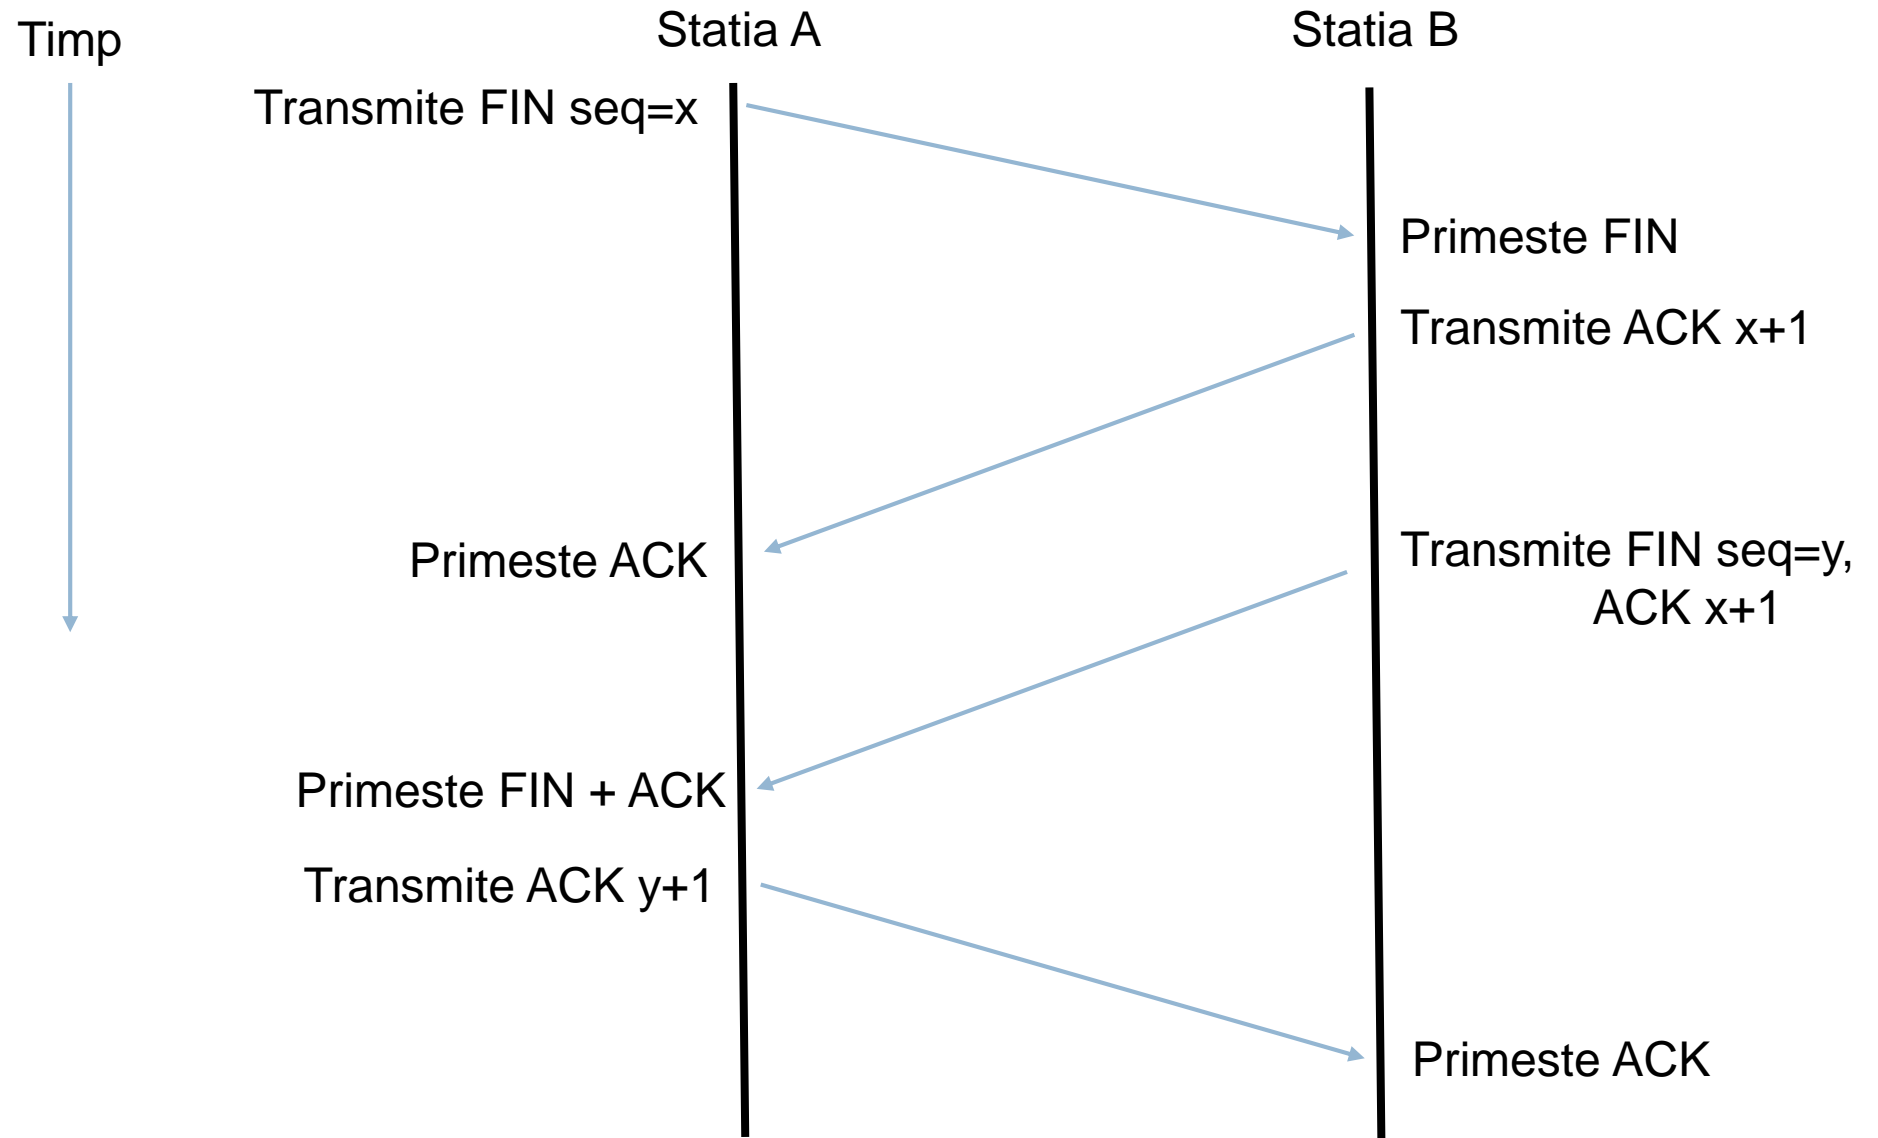 Timp
Statia A
Statia B
Transmite FIN seq=x
Primeste FIN
Transmite ACK x+1
Primeste ACK
Transmite FIN seq=y,
ACK x+1
Primeste FIN + ACK
Transmite ACK y+1
Primeste ACK